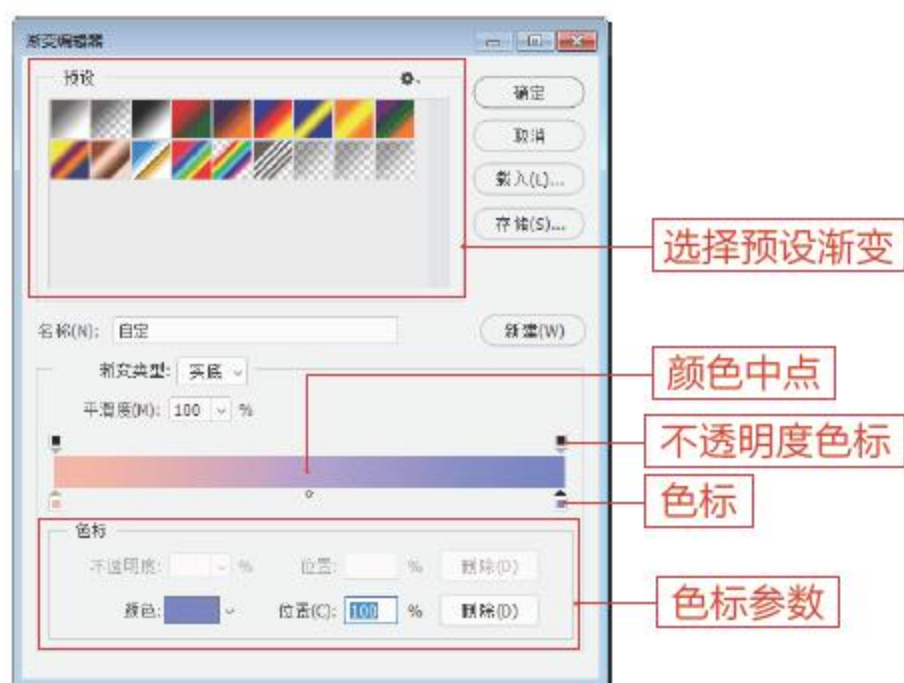 渐变编辑器
预设
确定
取消
载入(L)...
存储(S)...
选择预设渐变
名称(N): 自定
新建(W)
渐变类型: 实底
平滑度(M): 100 %
颜色中点
不透明度色标
色标
色标
不透明度: % 位置: % 删除(D)
颜色: 位置(C): 100 % 删除(D)
色标参数